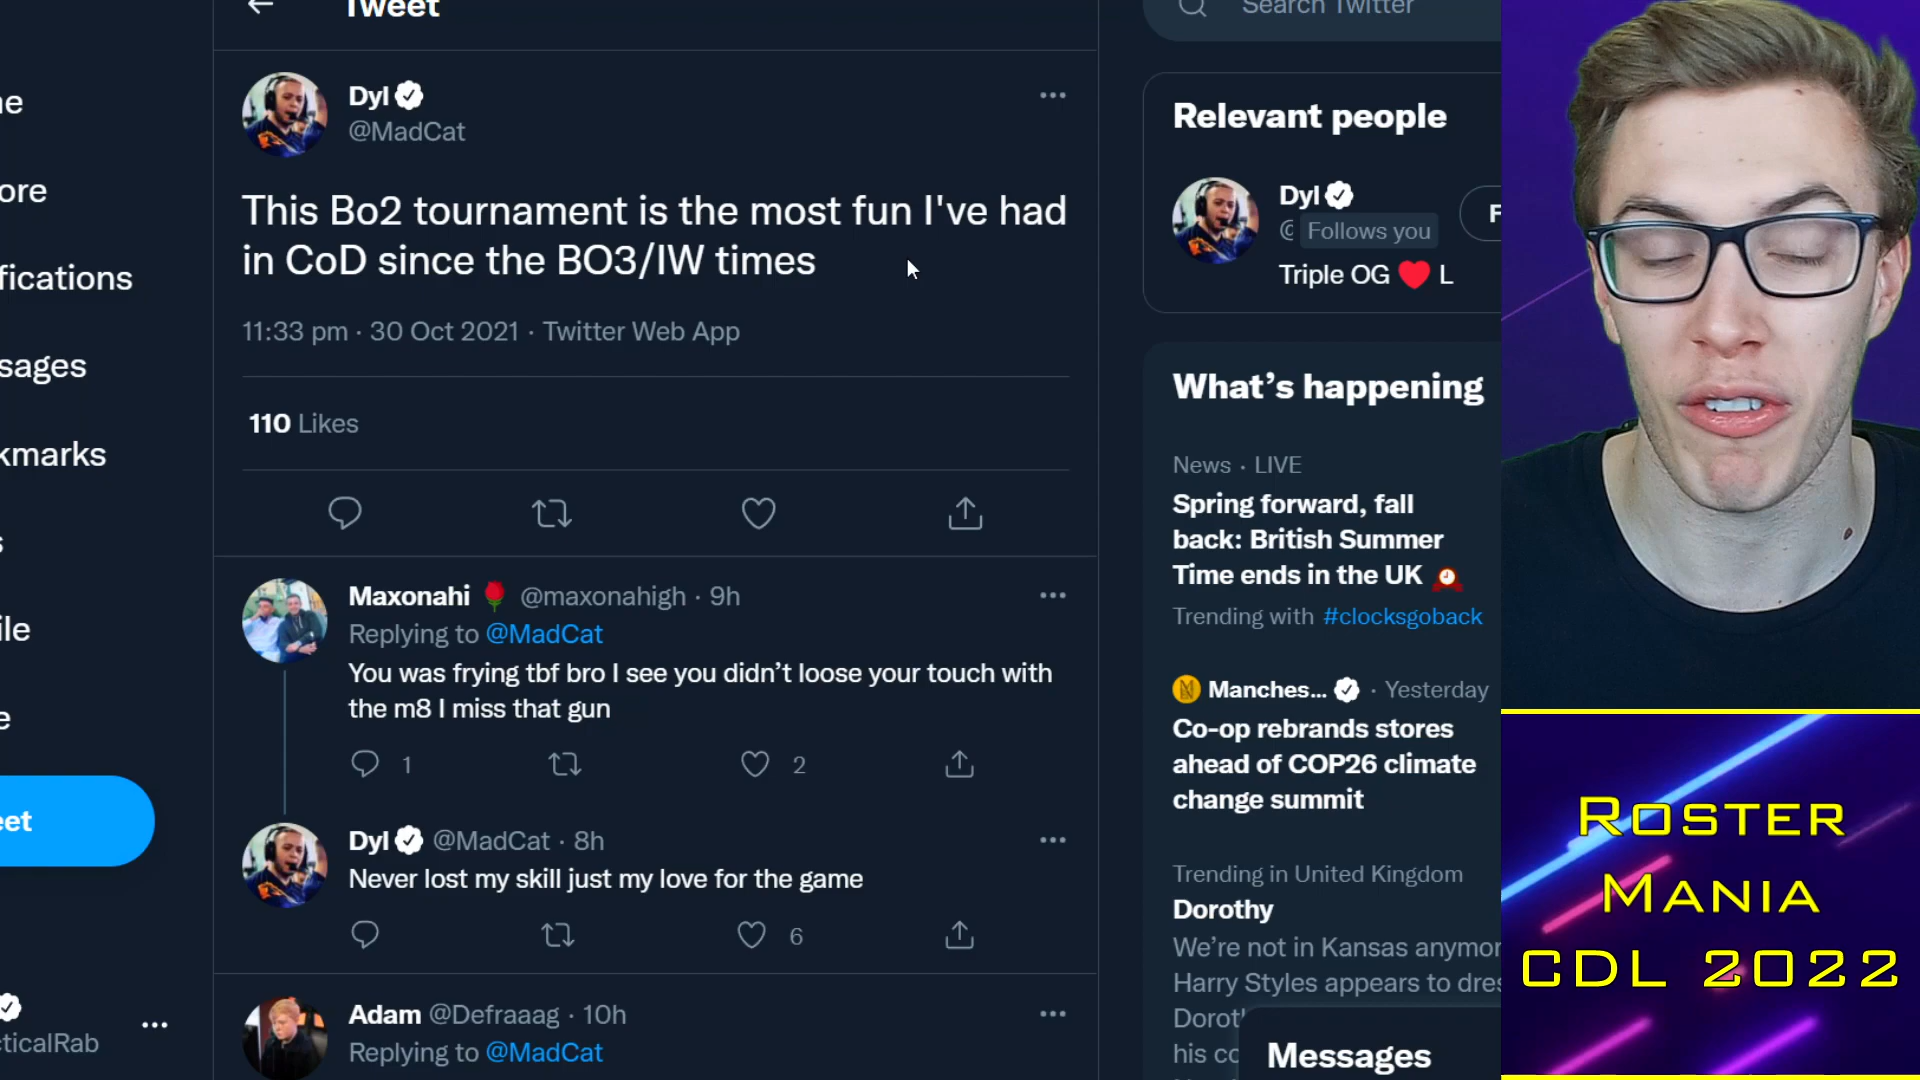 Tweet
Search Twitter
Dyl
@MadCat
This Bo2 tournament is the most fun I've had
in CoD since the BO3/IW times
11:33 pm · 30 Oct 2021 · Twitter Web App
110 Likes
Maxonahi @maxonahigh · 9h
Replying to @MadCat
You was frying tbf bro I see you didn't loose your touch with
the m8 I miss that gun
1
2
Dyl @MadCat · 8h
Never lost my skill just my love for the game
6
Adam @Defraaag · 10h
Replying to @MadCat
ne
ore
fications
sages
kmarks
s
ile
e
eet
cticalRab
Relevant people
Dyl
@ Follows you
F
Triple OG ❤️ L
What's happening
News · LIVE
Spring forward, fall
back: British Summer
Time ends in the UK
Trending with #clocksgoback
Manches... · Yesterday
Co-op rebrands stores
ahead of COP26 climate
change summit
Trending in United Kingdom
Dorothy
We're not in Kansas anymor
Harry Styles appears to dres
Dorot
his co
Messages
ROSTER
MANIA
CDL 2022